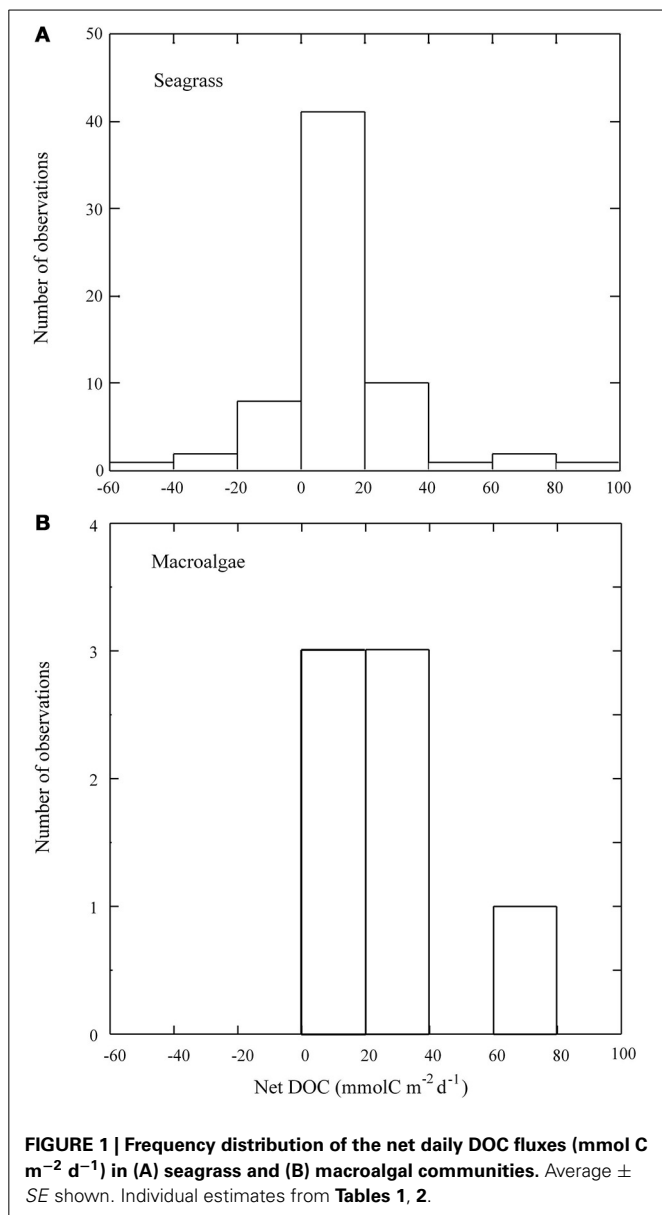 A
Seagrass
Number of observations
50
40
30
20
10
0
-60 -40 -20 0 20 40 60 80 100
B
Macroalgae
Number of observations
4
3
2
1
0
-60 -40 -20 0 20 40 60 80 100
Net DOC (mmolC m⁻² d⁻¹)
FIGURE 1 | Frequency distribution of the net daily DOC fluxes (mmol C
m⁻² d⁻¹) in (A) seagrass and (B) macroalgal communities. Average ±
SE shown. Individual estimates from Tables 1, 2.